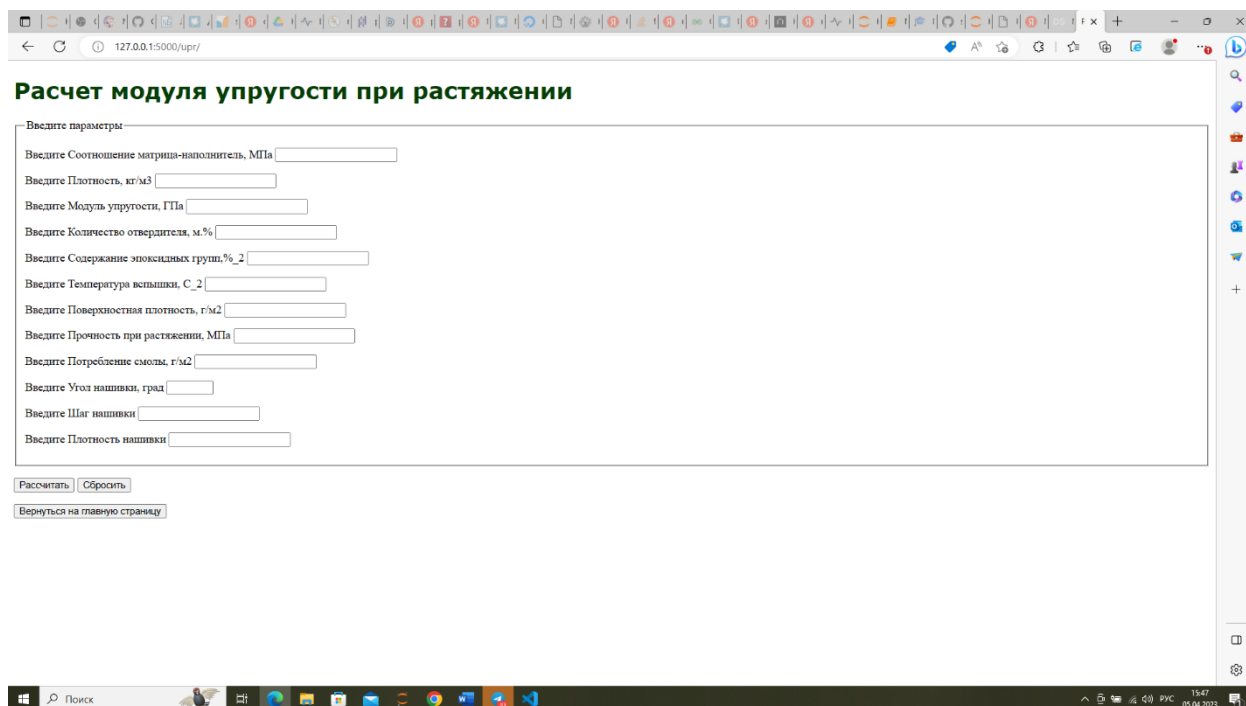 127.0.0.1:5000/upr/
Расчет модуля упругости при растяжении
Введите параметры
Введите Соотношение матрица-наполнитель, МПа
Введите Плотность, кг/м3
Введите Модуль упругости, ГПа
Введите Количество отвердителя, м.%
Введите Содержание эпоксидных групп,%_2
Введите Температура вспышки, С_2
Введите Поверхностная плотность, г/м2
Введите Прочность при растяжении, МПа
Введите Потребление смолы, г/м2
Введите Угол нашивки, град
Введите Шаг нашивки
Введите Плотность нашивки
Рассчитать Сбросить
Вернуться на главную страницу
Поиск
РУС
15:47
05.04.2023